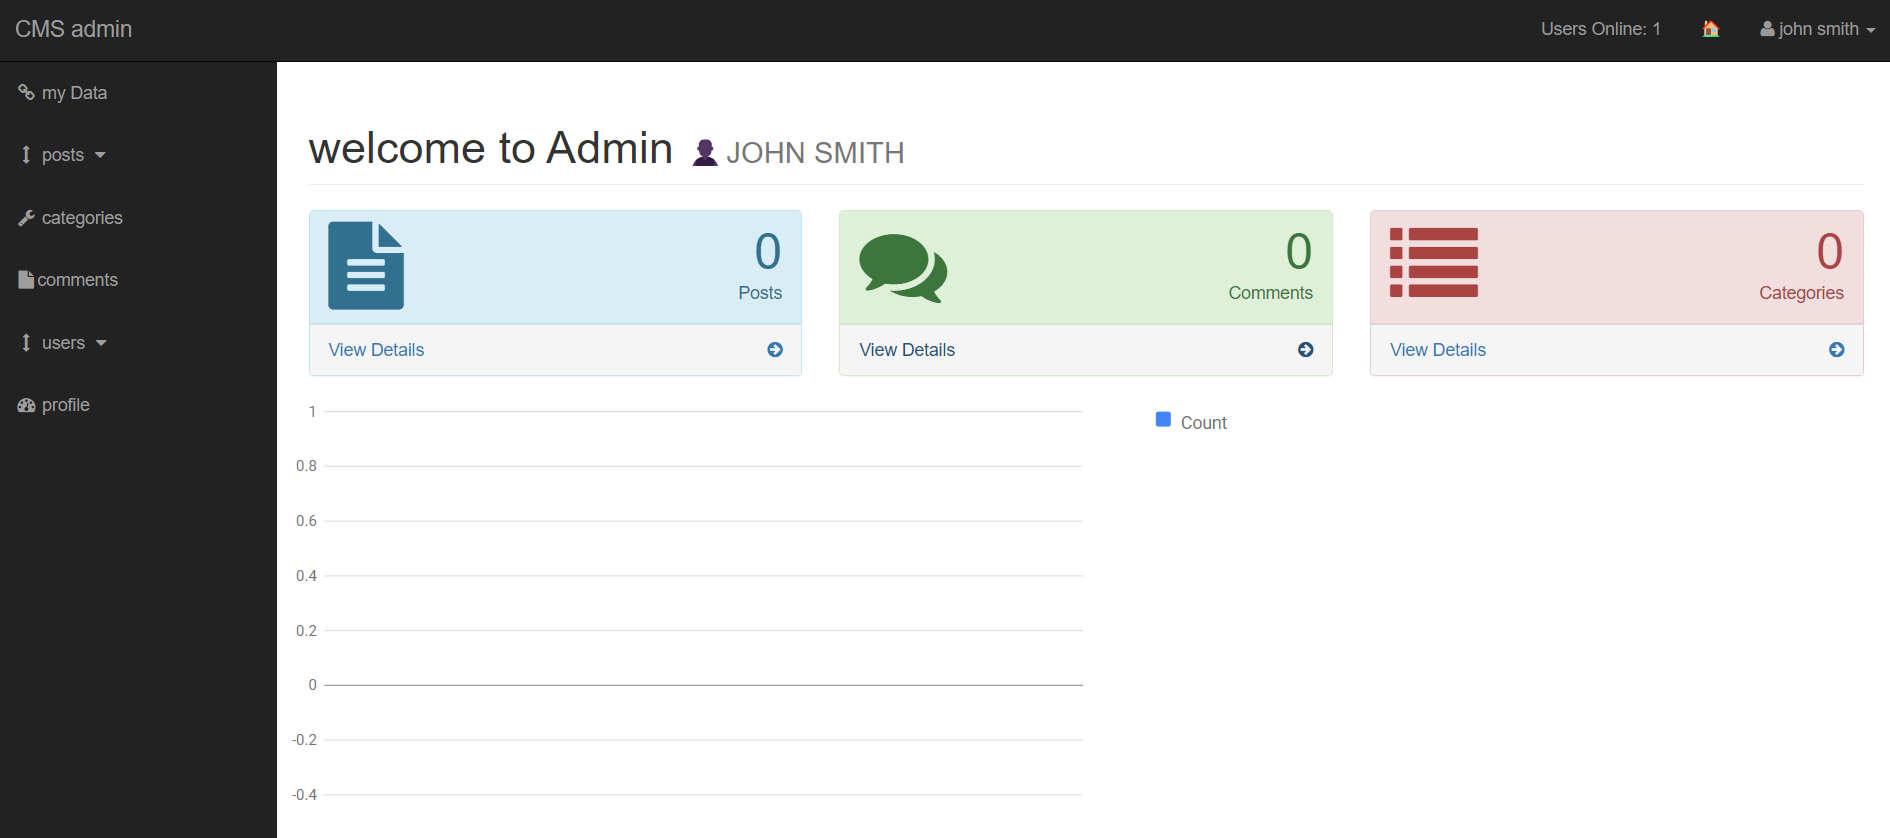 CMS admin
Users Online: 1
john smith
my Data
posts
categories
comments
users
profile
welcome to Admin JOHN SMITH
0
Posts
View Details
0
Comments
View Details
0
Categories
View Details
1
0.8
0.6
0.4
0.2
0
-0.2
-0.4
Count